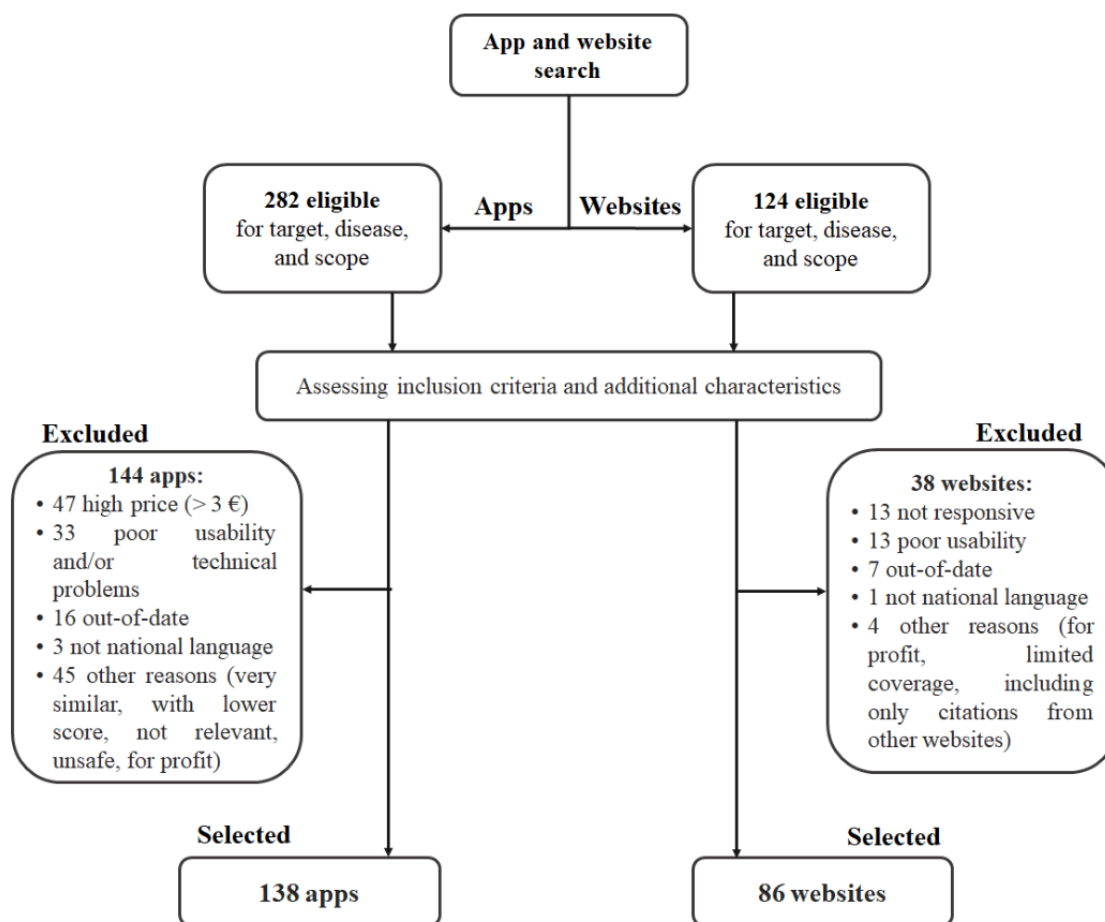 App and website
search
282 eligible
for target, disease,
and scope
Apps
Websites
124 eligible
for target, disease,
and scope
Assessing inclusion criteria and additional characteristics
Excluded
144 apps:
• 47 high price (> 3 €)
• 33 poor usability
and/or technical
problems
• 16 out-of-date
• 3 not national language
• 45 other reasons (very
similar, with lower
score, not relevant,
unsafe, for profit)
Excluded
38 websites:
• 13 not responsive
• 13 poor usability
• 7 out-of-date
• 1 not national language
• 4 other reasons (for
profit, limited
coverage, including
only citations from
other websites)
Selected
138 apps
Selected
86 websites